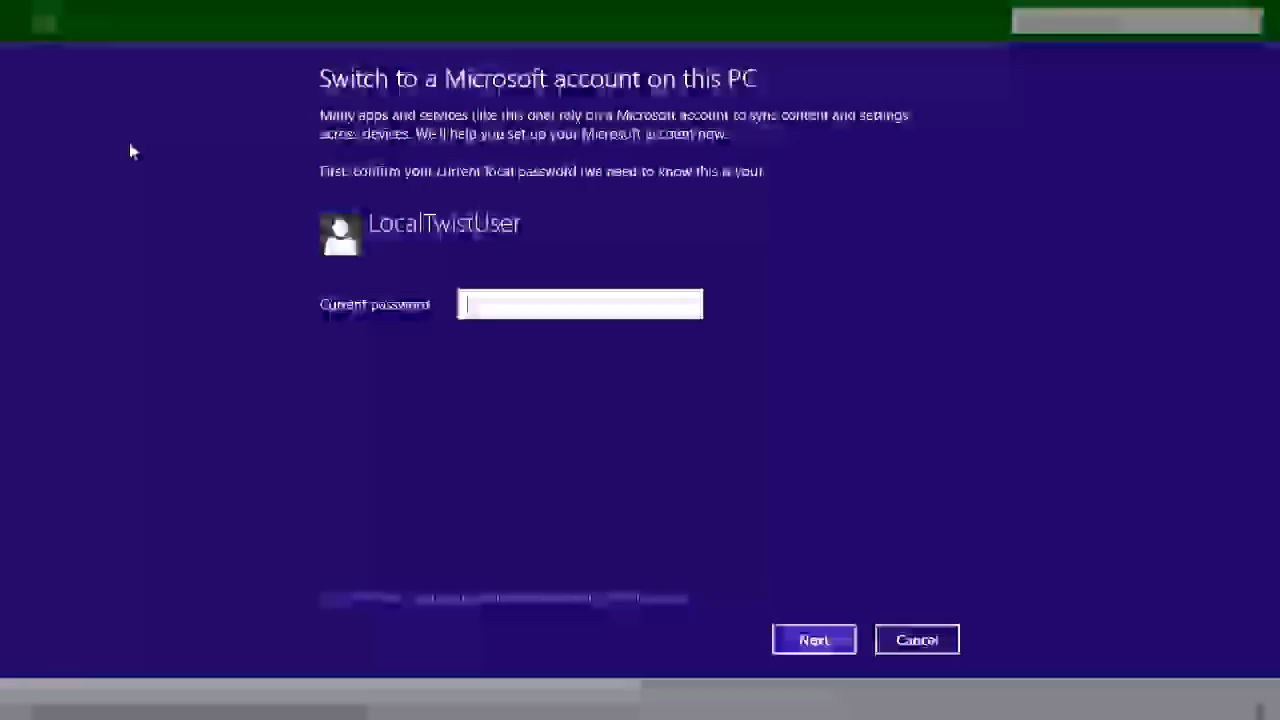 Switch to a Microsoft account on this PC
Many apps and services (like this one) rely on a Microsoft account to sync content and settings
across devices. We'll help you set up your Microsoft account now.
First, confirm your current local password (we need to know this is you)
LocalTwistUser
Current password
Next
Cancel